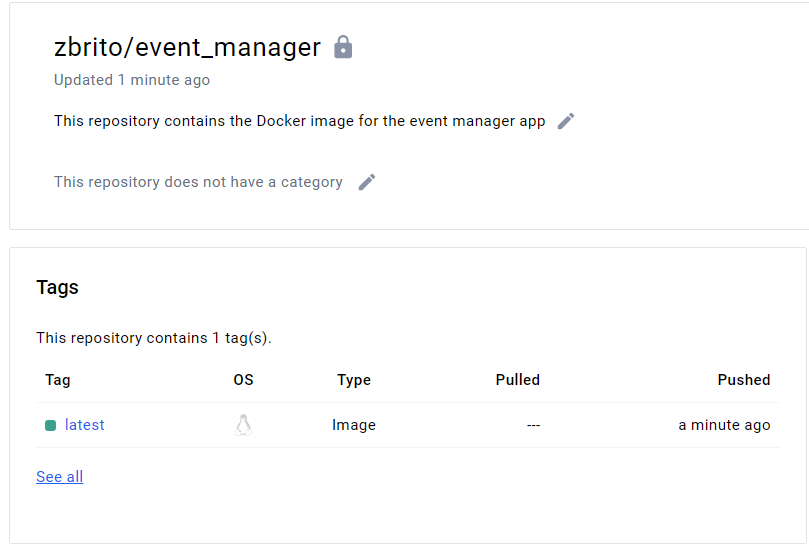 zbrito/event_manager
Updated 1 minute ago
This repository contains the Docker image for the event manager app
This repository does not have a category
Tags
This repository contains 1 tag(s).
Tag OS Type Pulled Pushed
latest Image --- a minute ago
See all